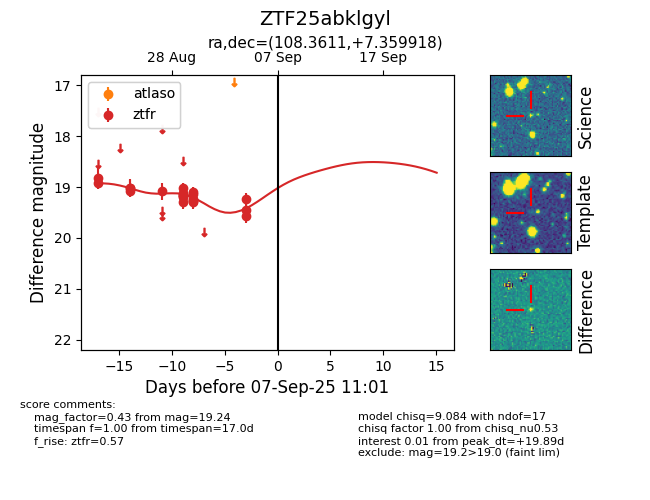 ZTF25abklgyl
ra,dec=(108.3611,+7.359918)
28 Aug 07 Sep 17 Sep
atlaso
ztfr
17
18
19
20
21
22
Difference magnitude
−15 −10 −5 0 5 10 15
Days before 07-Sep-25 11:01
Science
Template
Difference
score comments:
mag_factor=0.43 from mag=19.24
timespan f=1.00 from timespan=17.0d
f_rise: ztfr=0.57
model chisq=9.084 with ndof=17
chisq factor 1.00 from chisq_nu0.53
interest 0.01 from peak_dt=+19.89d
exclude: mag=19.2>19.0 (faint lim)